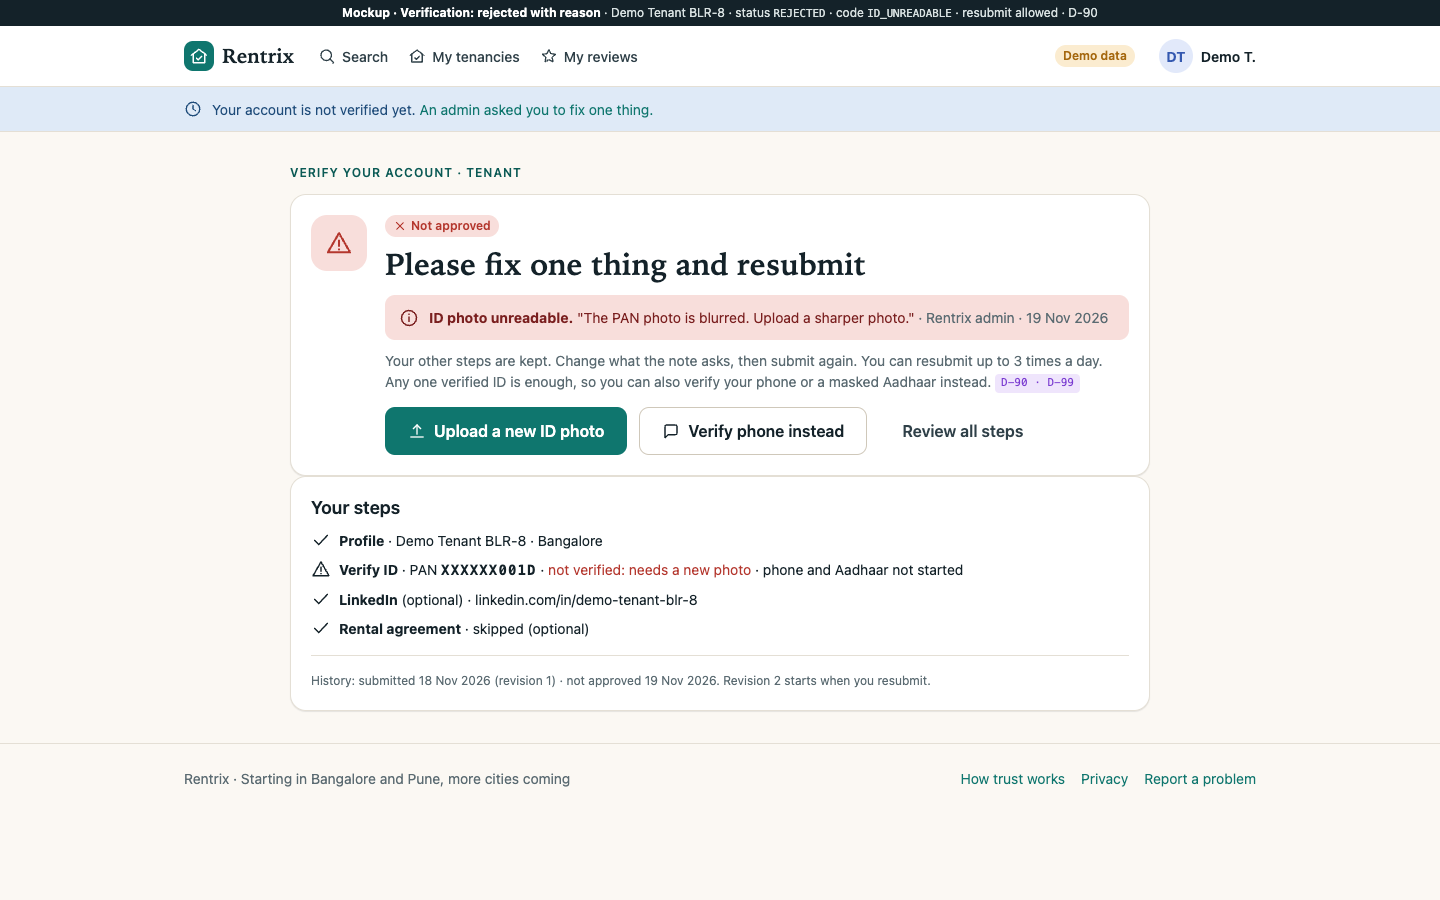 Mockup · Verification: rejected with reason · Demo Tenant BLR-8 · status REJECTED · code ID_UNREADABLE · resubmit allowed · D-90
Rentrix
Search
My tenancies
My reviews
Demo data
DT
Demo T.
Your account is not verified yet. An admin asked you to fix one thing.
VERIFY YOUR ACCOUNT · TENANT
Not approved
Please fix one thing and resubmit
ID photo unreadable. "The PAN photo is blurred. Upload a sharper photo." · Rentrix admin · 19 Nov 2026
Your other steps are kept. Change what the note asks, then submit again. You can resubmit up to 3 times a day.
Any one verified ID is enough, so you can also verify your phone or a masked Aadhaar instead. D-90 · D-99
Upload a new ID photo
Verify phone instead
Review all steps
Your steps
Profile · Demo Tenant BLR-8 · Bangalore
Verify ID · PAN XXXXXX001D · not verified: needs a new photo · phone and Aadhaar not started
LinkedIn (optional) · linkedin.com/in/demo-tenant-blr-8
Rental agreement · skipped (optional)
History: submitted 18 Nov 2026 (revision 1) · not approved 19 Nov 2026. Revision 2 starts when you resubmit.
Rentrix · Starting in Bangalore and Pune, more cities coming
How trust works
Privacy
Report a problem